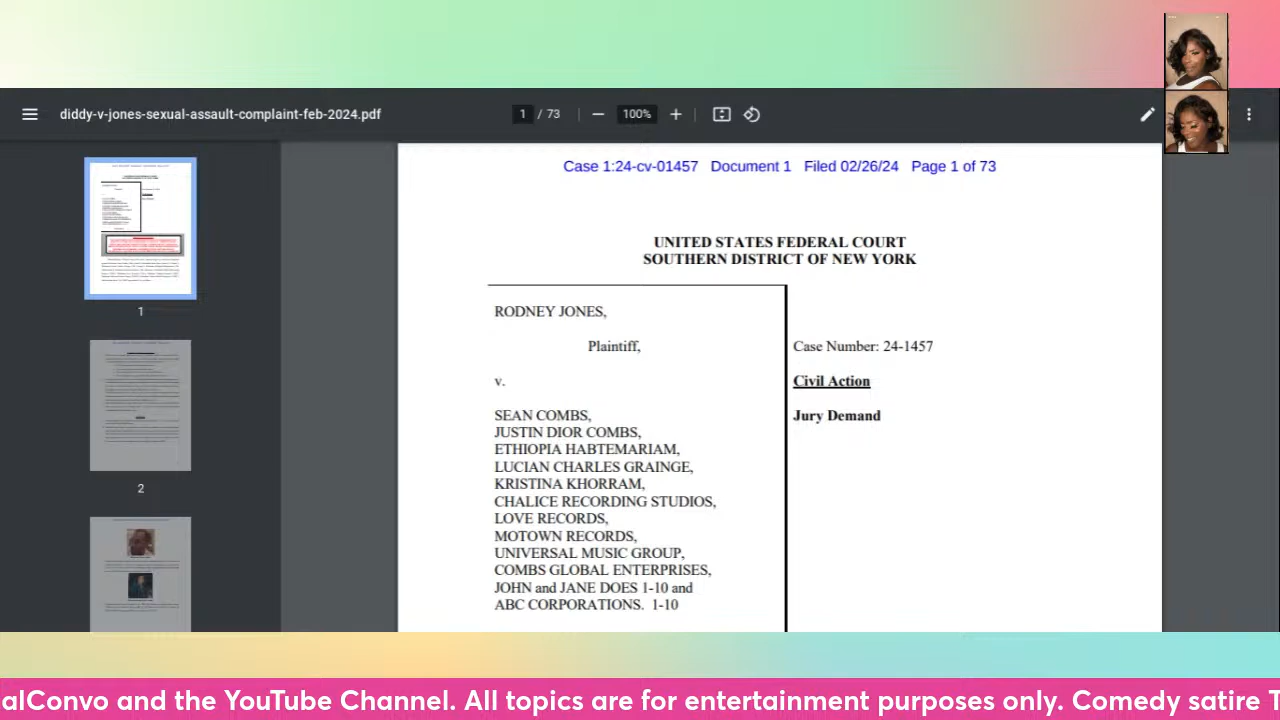 diddy-v-jones-sexual-assault-complaint-feb-2024.pdf
1 / 73
100%
Case 1:24-cv-01457 Document 1 Filed 02/26/24 Page 1 of 73
UNITED STATES FEDERAL COURT
SOUTHERN DISTRICT OF NEW YORK
RODNEY JONES,
Plaintiff,
v.
SEAN COMBS,
JUSTIN DIOR COMBS,
ETHIOPIA HABTEMARIAM,
LUCIAN CHARLES GRAINGE,
KRISTINA KHORRAM,
CHALICE RECORDING STUDIOS,
LOVE RECORDS,
MOTOWN RECORDS,
UNIVERSAL MUSIC GROUP,
COMBS GLOBAL ENTERPRISES,
JOHN and JANE DOES 1-10 and
ABC CORPORATIONS. 1-10
Case Number: 24-1457
Civil Action
Jury Demand
1
2
alConvo and the YouTube Channel. All topics are for entertainment purposes only. Comedy satire T